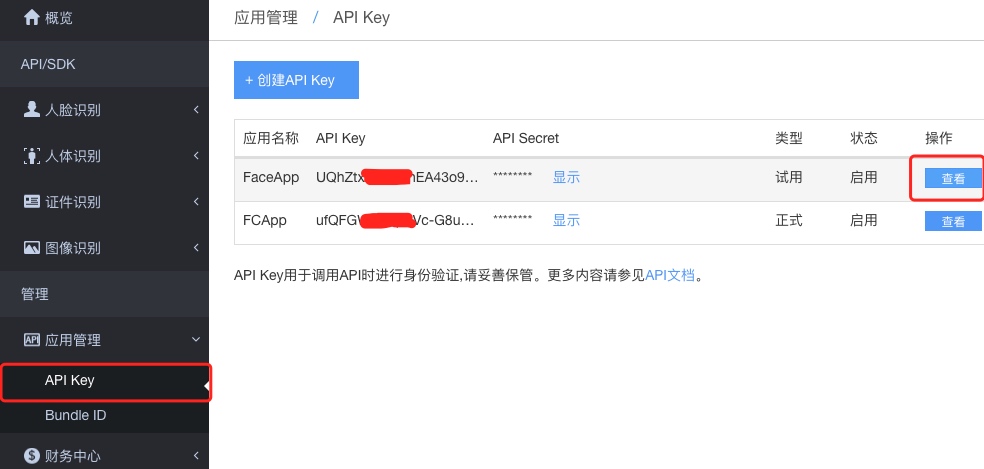 概览
API/SDK
人脸识别
人体识别
证件识别
图像识别
管理
API 应用管理
API Key
Bundle ID
财务中心
应用管理 / API Key
+ 创建API Key
应用名称 API Key API Secret 类型 状态 操作
FaceApp UQhZtx nEA43o9... ******** 显示 试用 启用 查看
FCApp ufQFG Vc-G8u... ******** 显示 正式 启用 查看
API Key用于调用API时进行身份验证,请妥善保管。更多内容请参见API文档。